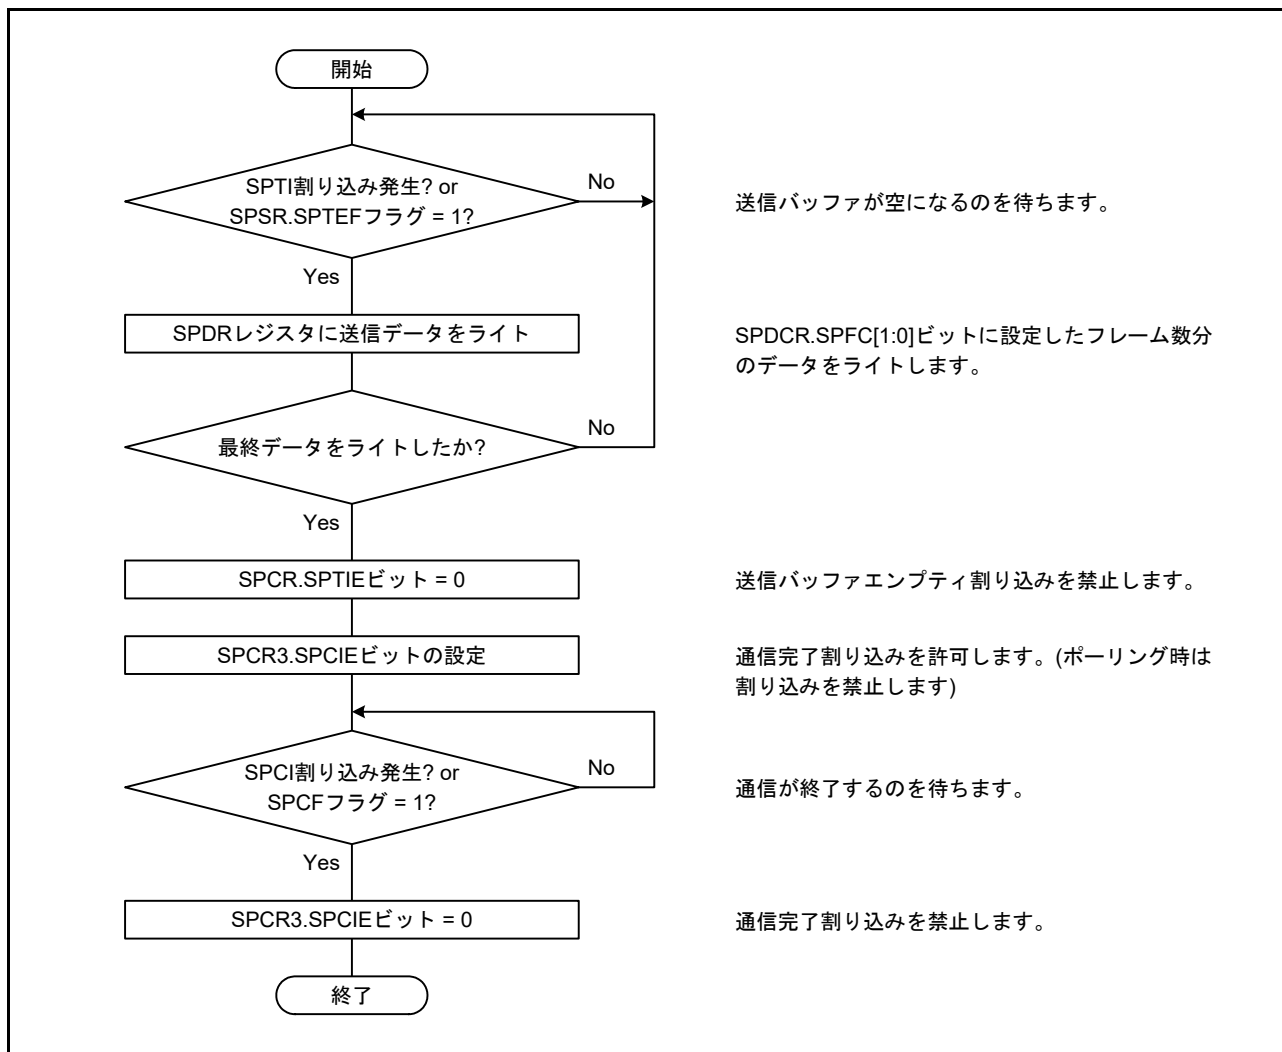 開始
SPTI割り込み発生? or
SPSR.SPTEFフラグ = 1?
No
送信バッファが空になるのを待ちます。
Yes
SPDRレジスタに送信データをライト
SPDCR.SPFC[1:0]ビットに設定したフレーム数分
のデータをライトします。
最終データをライトしたか?
No
Yes
SPCR.SPTIEビット = 0
送信バッファエンプティ割り込みを禁止します。
SPCR3.SPCIEビットの設定
通信完了割り込みを許可します。(ポーリング時は
割り込みを禁止します)
SPCI割り込み発生? or
SPCFフラグ = 1?
No
通信が終了するのを待ちます。
Yes
SPCR3.SPCIEビット = 0
通信完了割り込みを禁止します。
終了